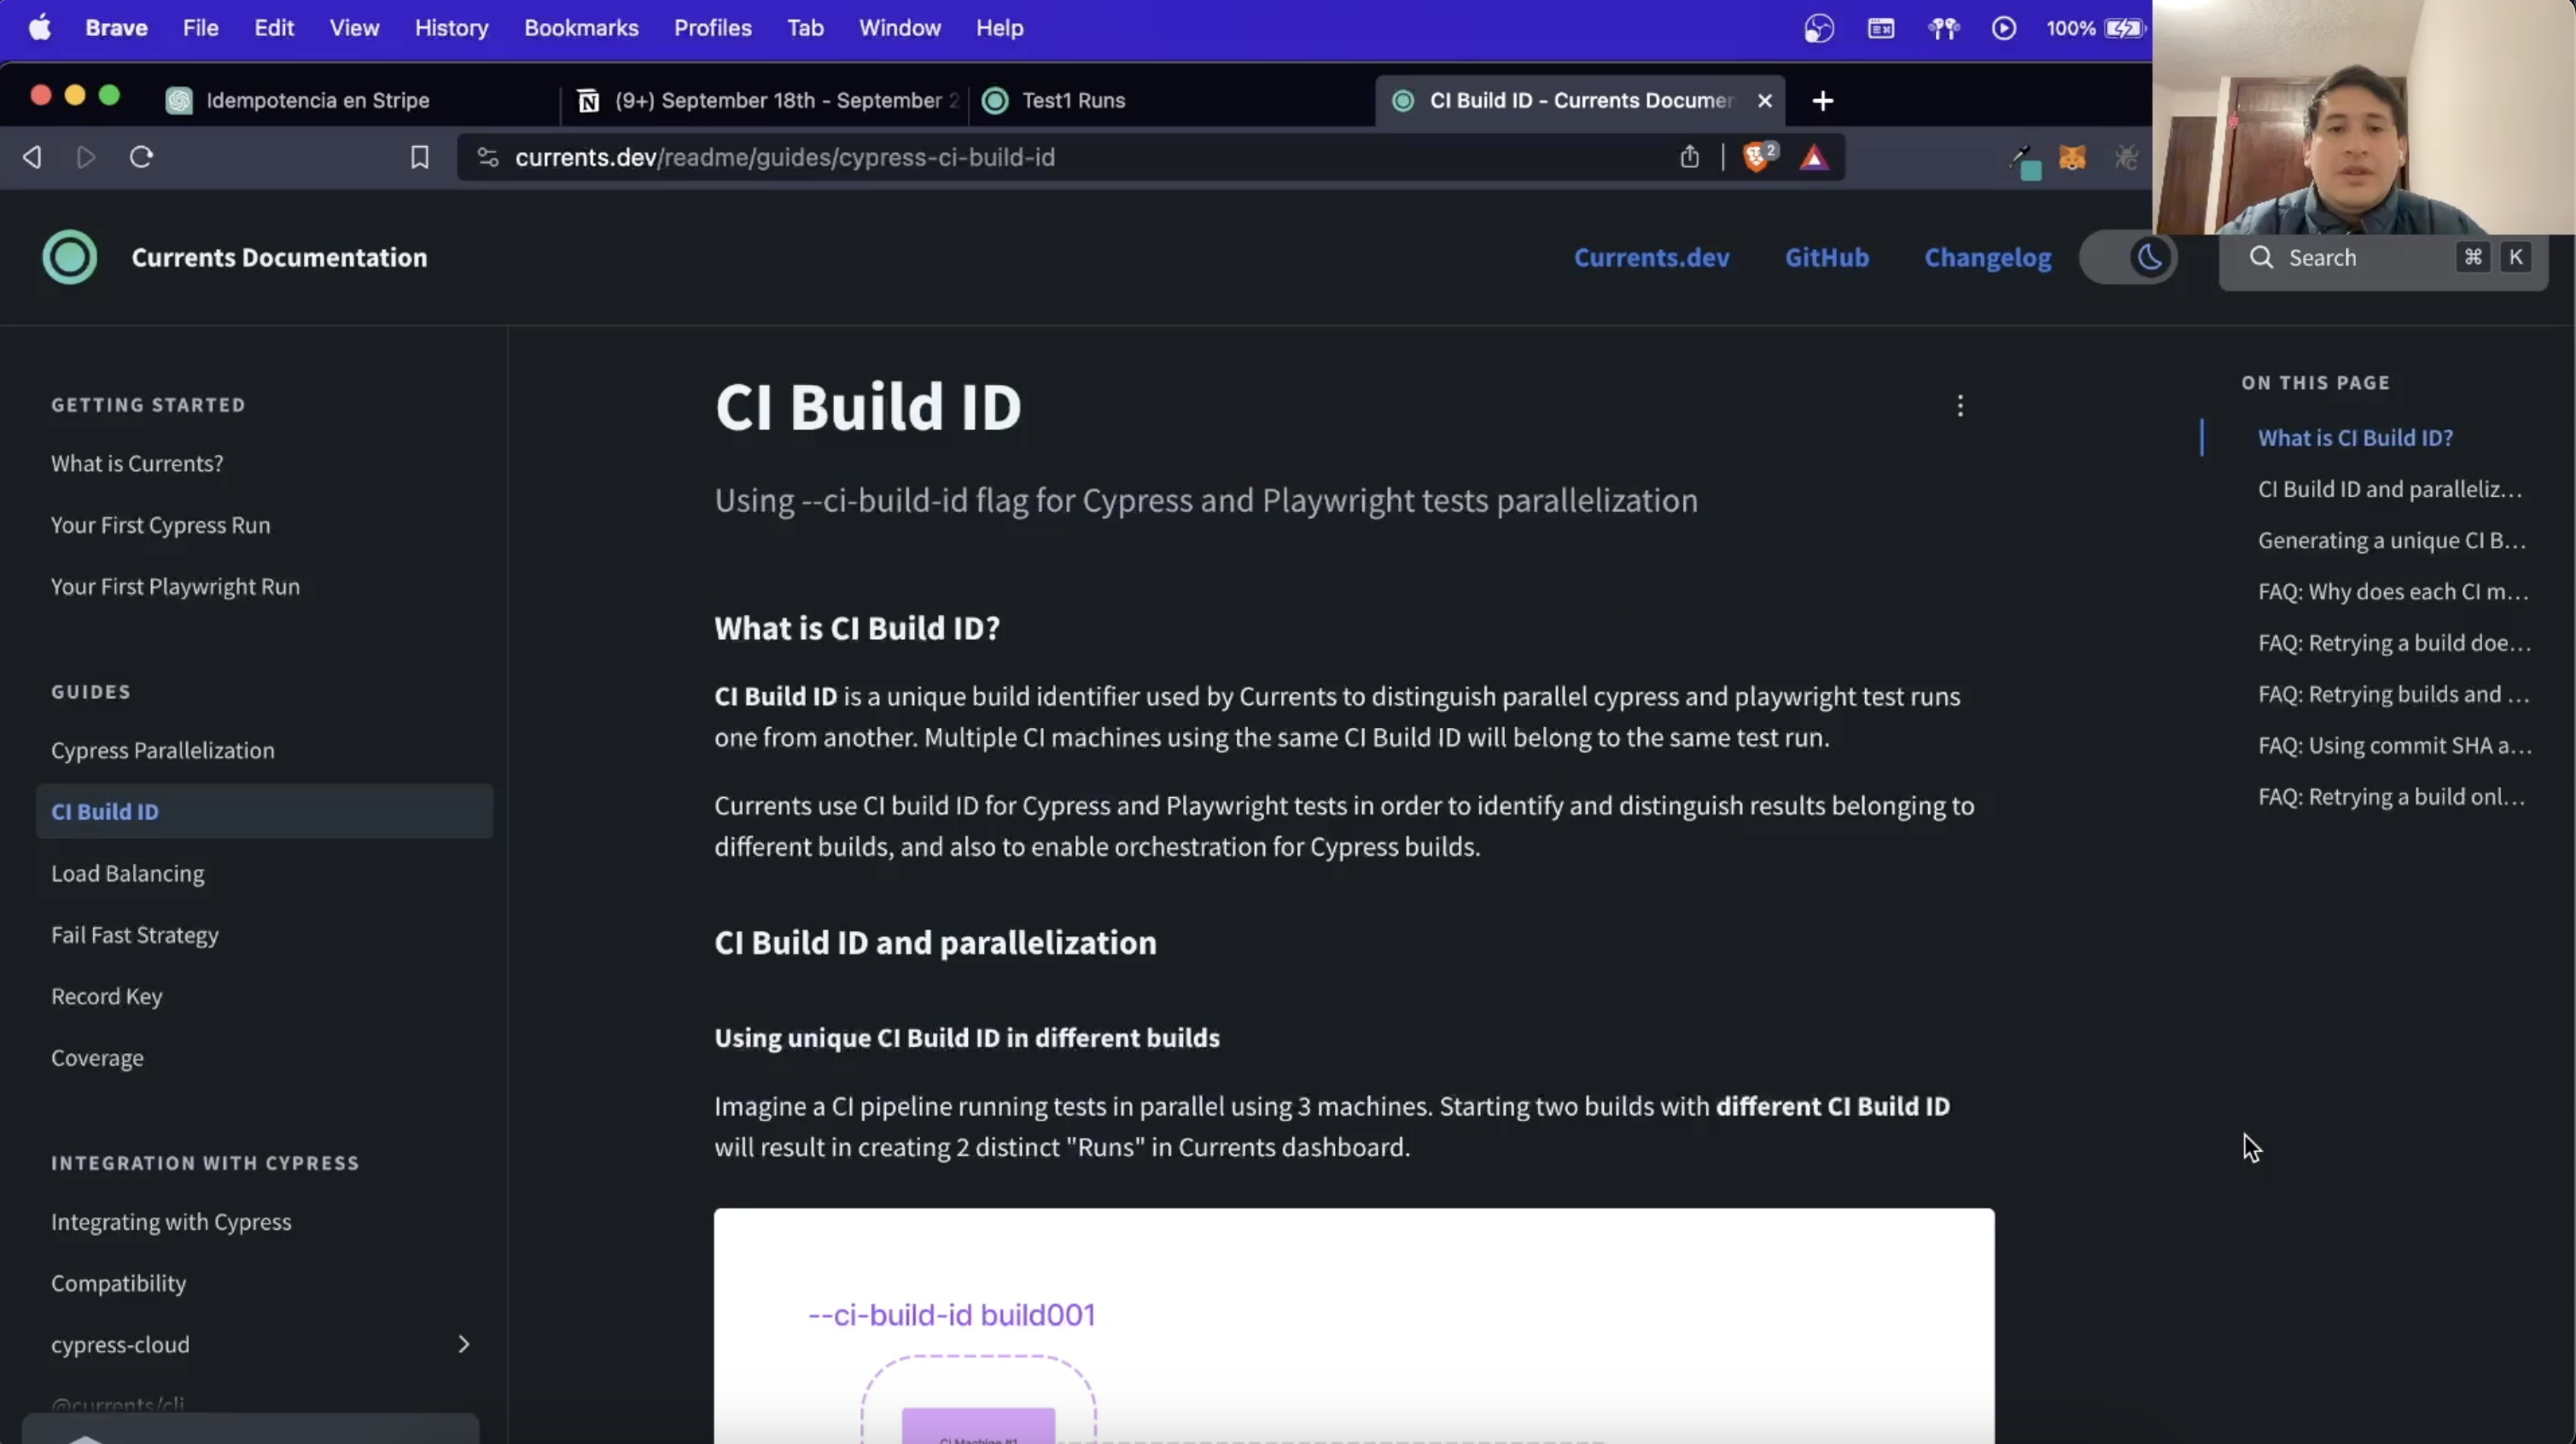 Brave File Edit View History Bookmarks Profiles Tab Window Help 100%
Idempotencia en Stripe
(9+) September 18th - September 2
Test1 Runs
CI Build ID - Currents Documen
currents.dev/readme/guides/cypress-ci-build-id
2
Currents Documentation
Currents.dev GitHub Changelog
Search ⌘ K
GETTING STARTED
What is Currents?
Your First Cypress Run
Your First Playwright Run
GUIDES
Cypress Parallelization
CI Build ID
Load Balancing
Fail Fast Strategy
Record Key
Coverage
INTEGRATION WITH CYPRESS
Integrating with Cypress
Compatibility
cypress-cloud
@currents/cli
CI Build ID
Using --ci-build-id flag for Cypress and Playwright tests parallelization
What is CI Build ID?
CI Build ID is a unique build identifier used by Currents to distinguish parallel cypress and playwright test runs
one from another. Multiple CI machines using the same CI Build ID will belong to the same test run.
Currents use CI build ID for Cypress and Playwright tests in order to identify and distinguish results belonging to
different builds, and also to enable orchestration for Cypress builds.
CI Build ID and parallelization
Using unique CI Build ID in different builds
Imagine a CI pipeline running tests in parallel using 3 machines. Starting two builds with different CI Build ID
will result in creating 2 distinct "Runs" in Currents dashboard.
--ci-build-id build001
CI Machine #1
ON THIS PAGE
What is CI Build ID?
CI Build ID and paralleliz...
Generating a unique CI B...
FAQ: Why does each CI m...
FAQ: Retrying a build doe...
FAQ: Retrying builds and ...
FAQ: Using commit SHA a...
FAQ: Retrying a build onl...